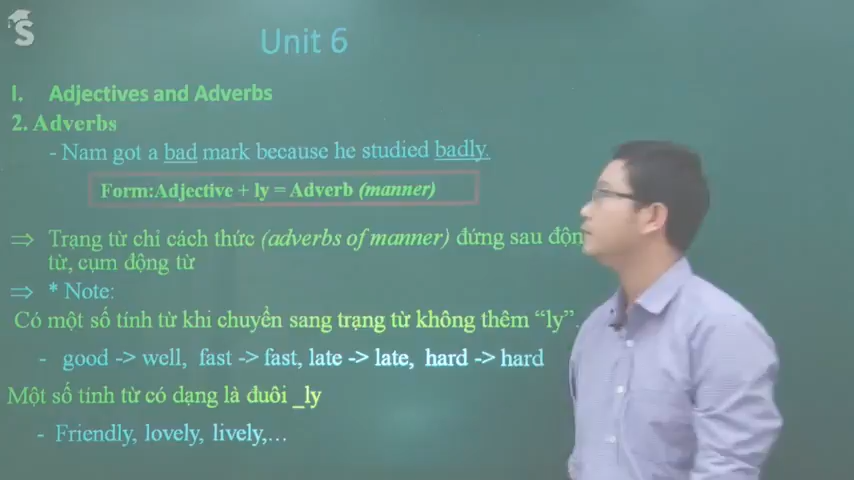 S
Unit 6
I. Adjectives and Adverbs
2. Adverbs
- Nam got a bad mark because he studied badly.
Form:Adjective + ly = Adverb (manner)
⇒ Trạng từ chỉ cách thức (adverbs of manner) đứng sau độn
từ, cụm động từ
⇒ * Note:
Có một số tính từ khi chuyển sang trạng từ không thêm “ly”.
- good -> well, fast -> fast, late -> late, hard -> hard
Một số tính từ có dạng là đuôi _ly
- Friendly, lovely, lively,...